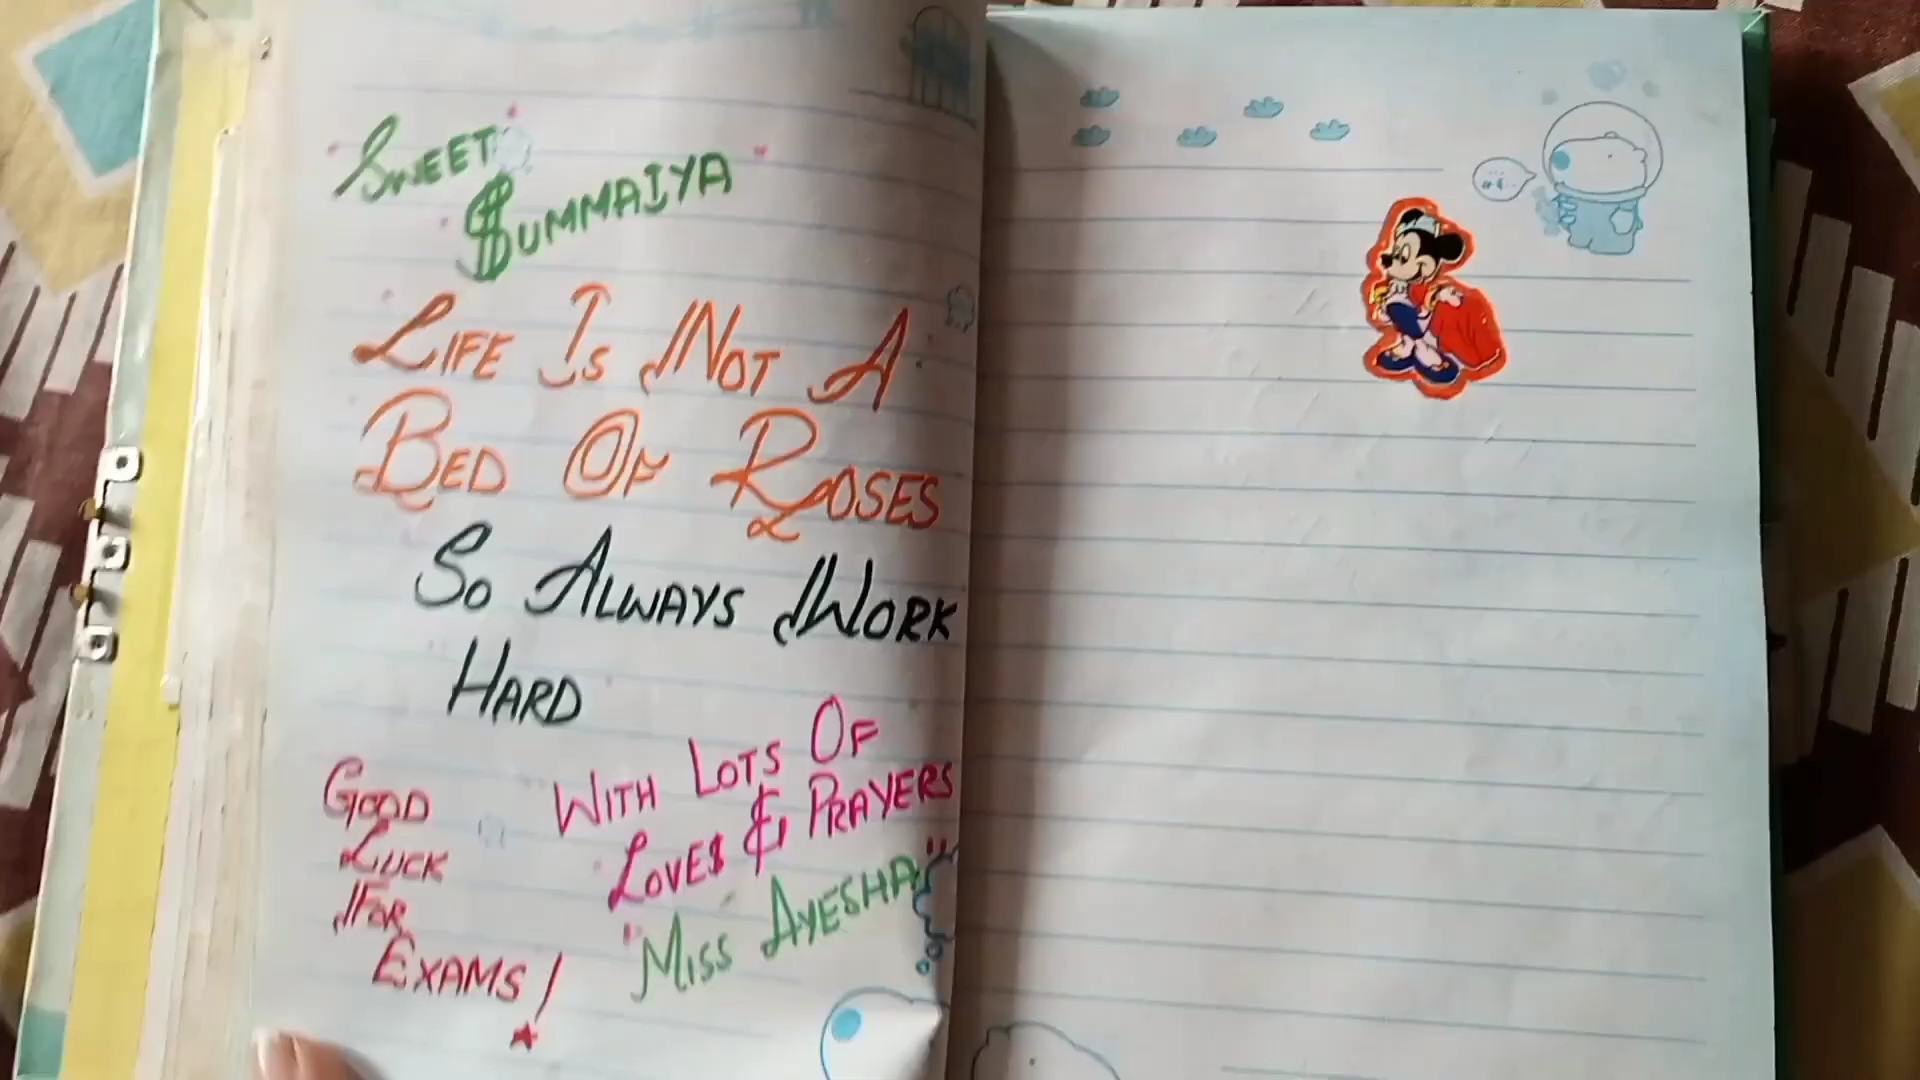 SWEET
SUMMAIYA
LIFE IS NOT A
BED OF ROSES
SO ALWAYS WORK
HARD
GOOD
LUCK
FOR
EXAMS!
WITH LOTS OF
LOVES & PRAYERS
"MISS AYESHA"